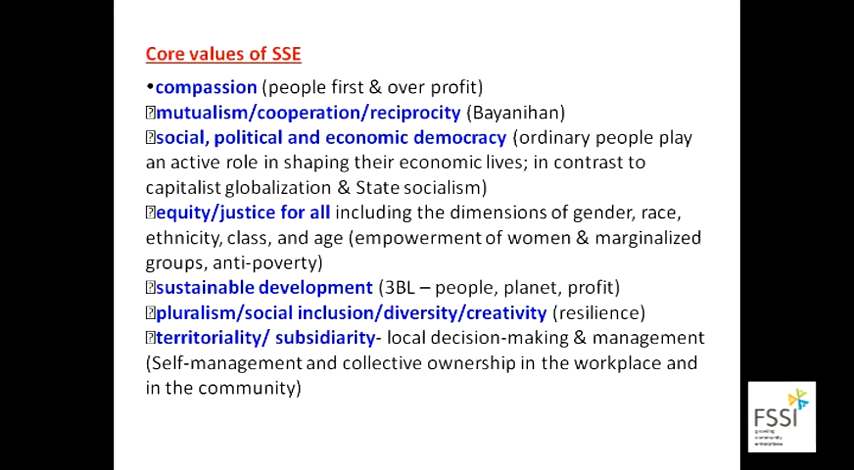 Core values of SSE
•compassion (people first & over profit)
mutualism/cooperation/reciprocity (Bayanihan)
social, political and economic democracy (ordinary people play
an active role in shaping their economic lives; in contrast to
capitalist globalization & State socialism)
equity/justice for all including the dimensions of gender, race,
ethnicity, class, and age (empowerment of women & marginalized
groups, anti-poverty)
sustainable development (3BL – people, planet, profit)
pluralism/social inclusion/diversity/creativity (resilience)
territoriality/ subsidiarity- local decision-making & management
(Self-management and collective ownership in the workplace and
in the community)
FSSI
growing
community
enterprises